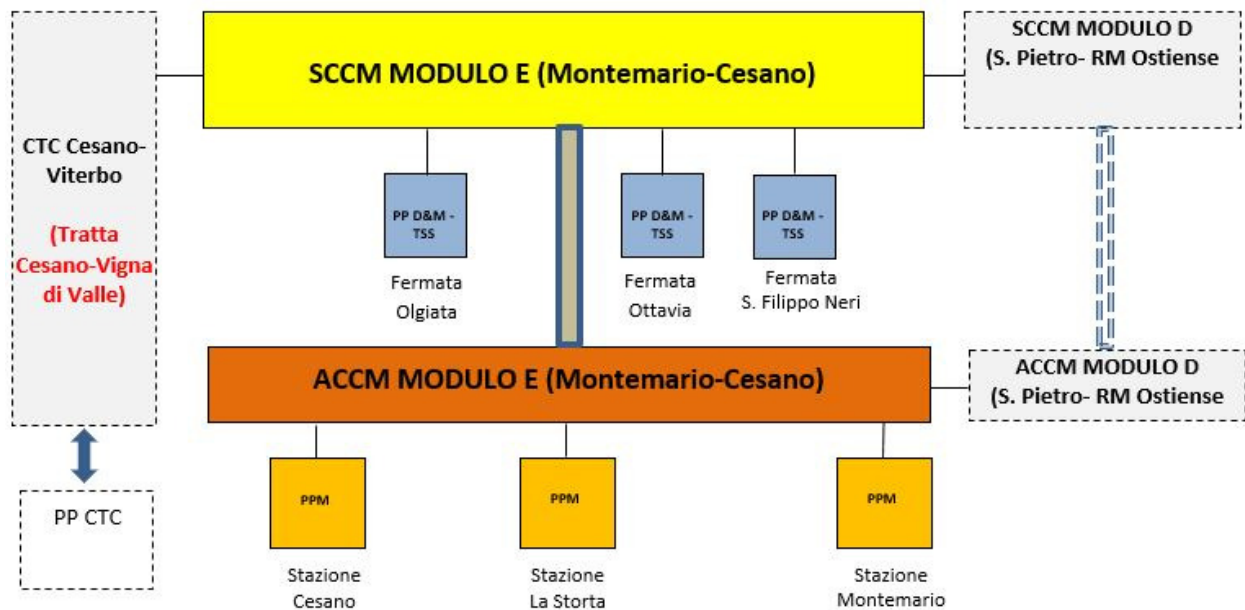 SCCM MODULO E (Montemario-Cesano)
SCCM MODULO D
(S. Pietro- RM Ostiense
CTC Cesano-
Viterbo
(Tratta
Cesano-Vigna
di Valle)
PP D&M -
TSS
Fermata
Olgiata
PP D&M -
TSS
Fermata
Ottavia
PP D&M -
TSS
Fermata
S. Filippo Neri
ACCM MODULO E (Montemario-Cesano)
ACCM MODULO D
(S. Pietro- RM Ostiense
PP CTC
PPM
Stazione
Cesano
PPM
Stazione
La Storta
PPM
Stazione
Montemario